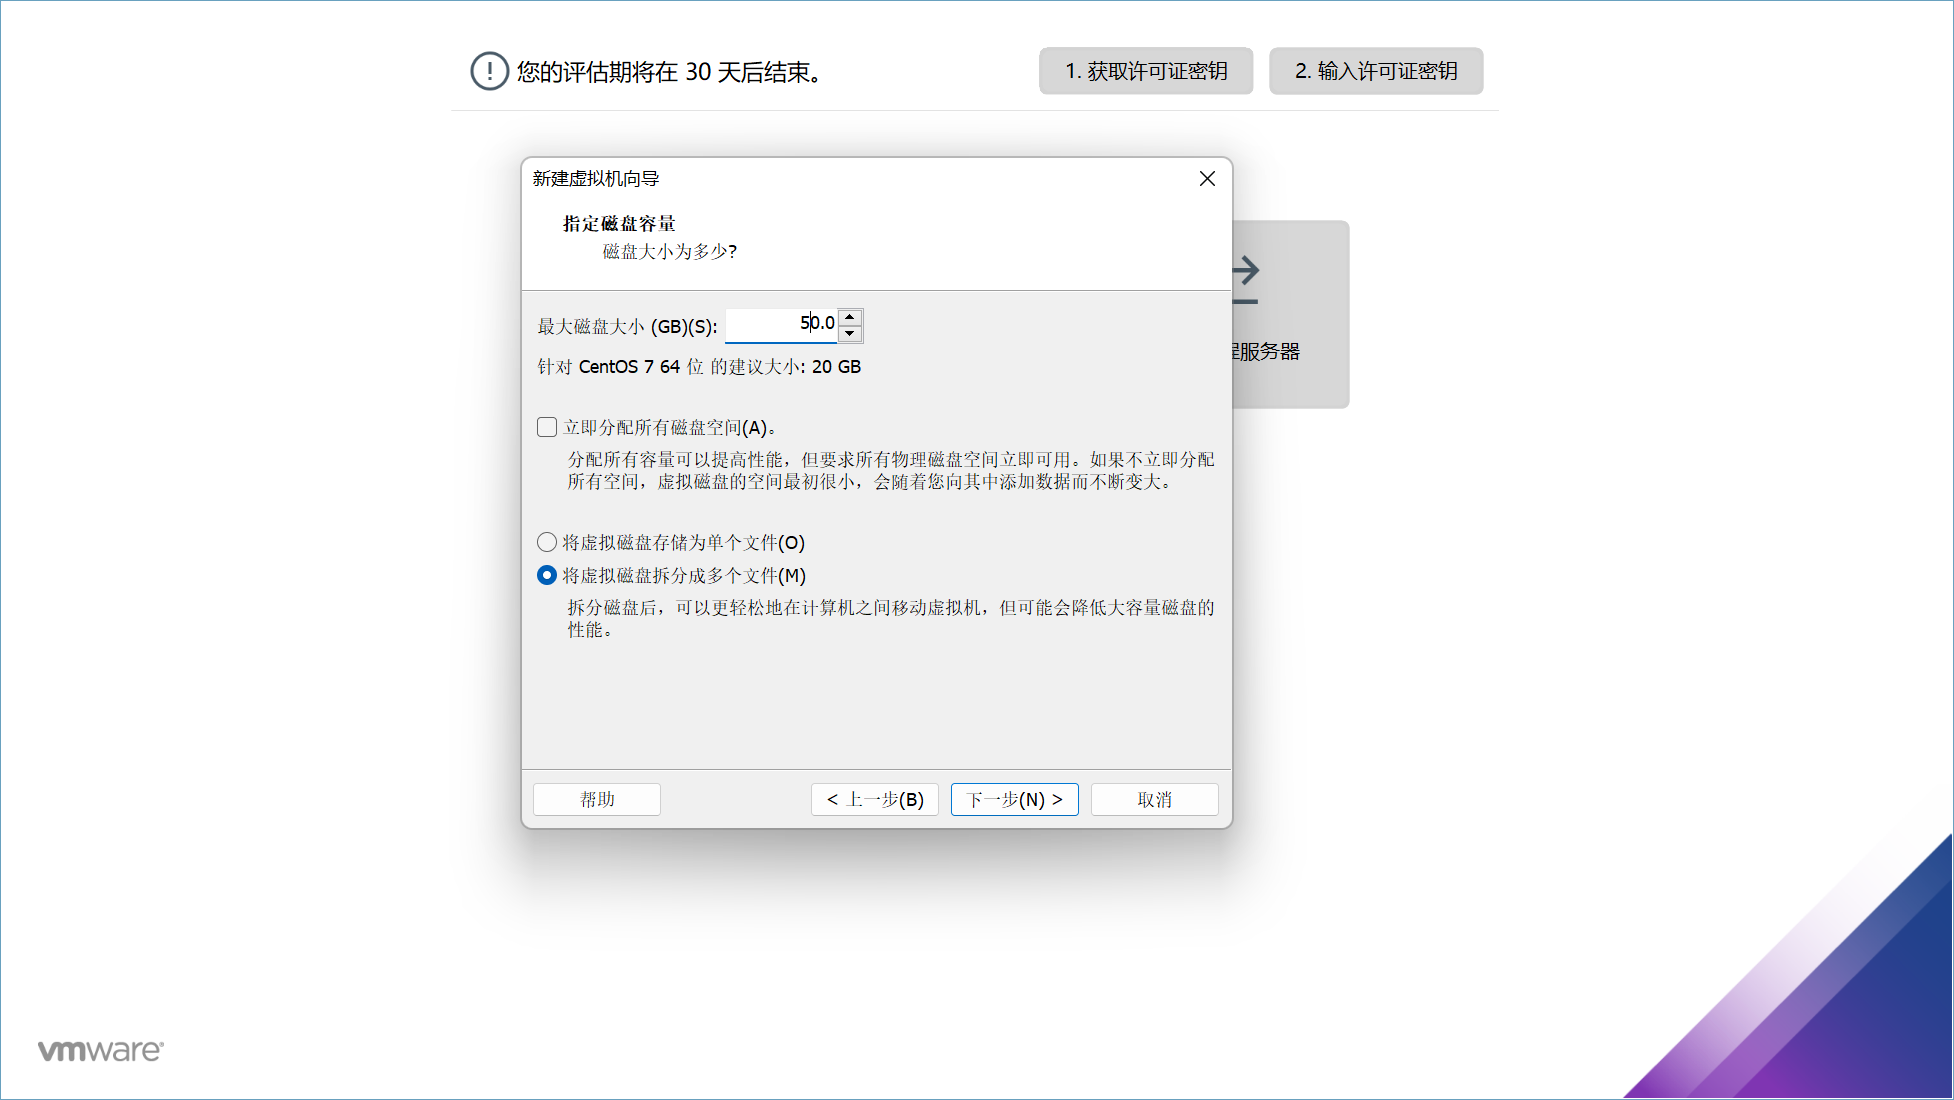 您的评估期将在 30 天后结束。
1. 获取许可证密钥
2. 输入许可证密钥
新建虚拟机向导
指定磁盘容量
磁盘大小为多少?
最大磁盘大小 (GB)(S): 50.0
针对 CentOS 7 64 位 的建议大小: 20 GB
立即分配所有磁盘空间(A)。
分配所有容量可以提高性能，但要求所有物理磁盘空间立即可用。如果不立即分配
所有空间，虚拟磁盘的空间最初很小，会随着您向其中添加数据而不断变大。
将虚拟磁盘存储为单个文件(O)
将虚拟磁盘拆分成多个文件(M)
拆分磁盘后，可以更轻松地在计算机之间移动虚拟机，但可能会降低大容量磁盘的
性能。
帮助
< 上一步(B)
下一步(N) >
取消
服务器
vmware®